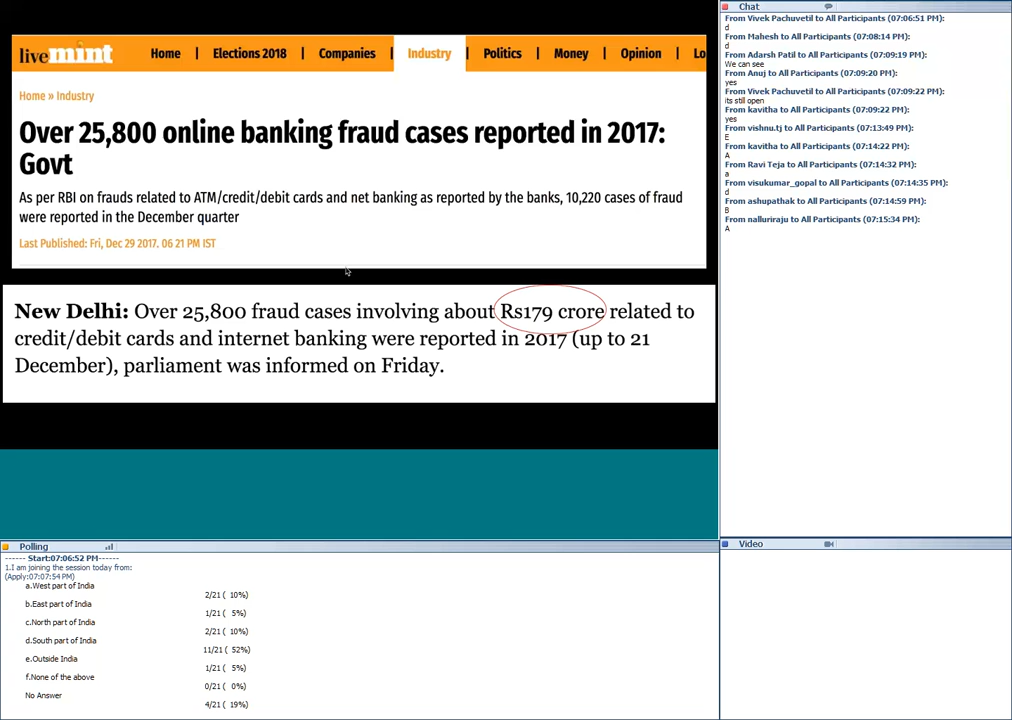 livemint
Home | Elections 2018 | Companies | Industry | Politics | Money | Opinion | Lo
Home » Industry
Over 25,800 online banking fraud cases reported in 2017:
Govt
As per RBI on frauds related to ATM/credit/debit cards and net banking as reported by the banks, 10,220 cases of fraud
were reported in the December quarter
Last Published: Fri, Dec 29 2017. 06 21 PM IST
New Delhi: Over 25,800 fraud cases involving about Rs179 crore related to
credit/debit cards and internet banking were reported in 2017 (up to 21
December), parliament was informed on Friday.
Chat
From Vivek Pachuvetil to All Participants (07:06:51 PM):
d
From Mahesh to All Participants (07:08:14 PM):
d
From Adarsh Patil to All Participants (07:09:19 PM):
We can see
From Anuj to All Participants (07:09:20 PM):
yes
From Vivek Pachuvetil to All Participants (07:09:22 PM):
its still open
From kavitha to All Participants (07:09:22 PM):
yes
From vishnu.tj to All Participants (07:13:49 PM):
E
From kavitha to All Participants (07:14:22 PM):
A
From Ravi Teja to All Participants (07:14:32 PM):
a
From visukumar_gopal to All Participants (07:14:35 PM):
d
From ashupathak to All Participants (07:14:59 PM):
B
From nalluriraju to All Participants (07:15:34 PM):
A
Polling
------ Start:07:06:52 PM------
1.I am joining the session today from:
(Apply:07:07:54 PM)
a.West part of India
2/21 ( 10%)
b.East part of India
1/21 ( 5%)
c.North part of India
2/21 ( 10%)
d.South part of India
11/21 ( 52%)
e.Outside India
1/21 ( 5%)
f.None of the above
0/21 ( 0%)
No Answer
4/21 ( 19%)
Video